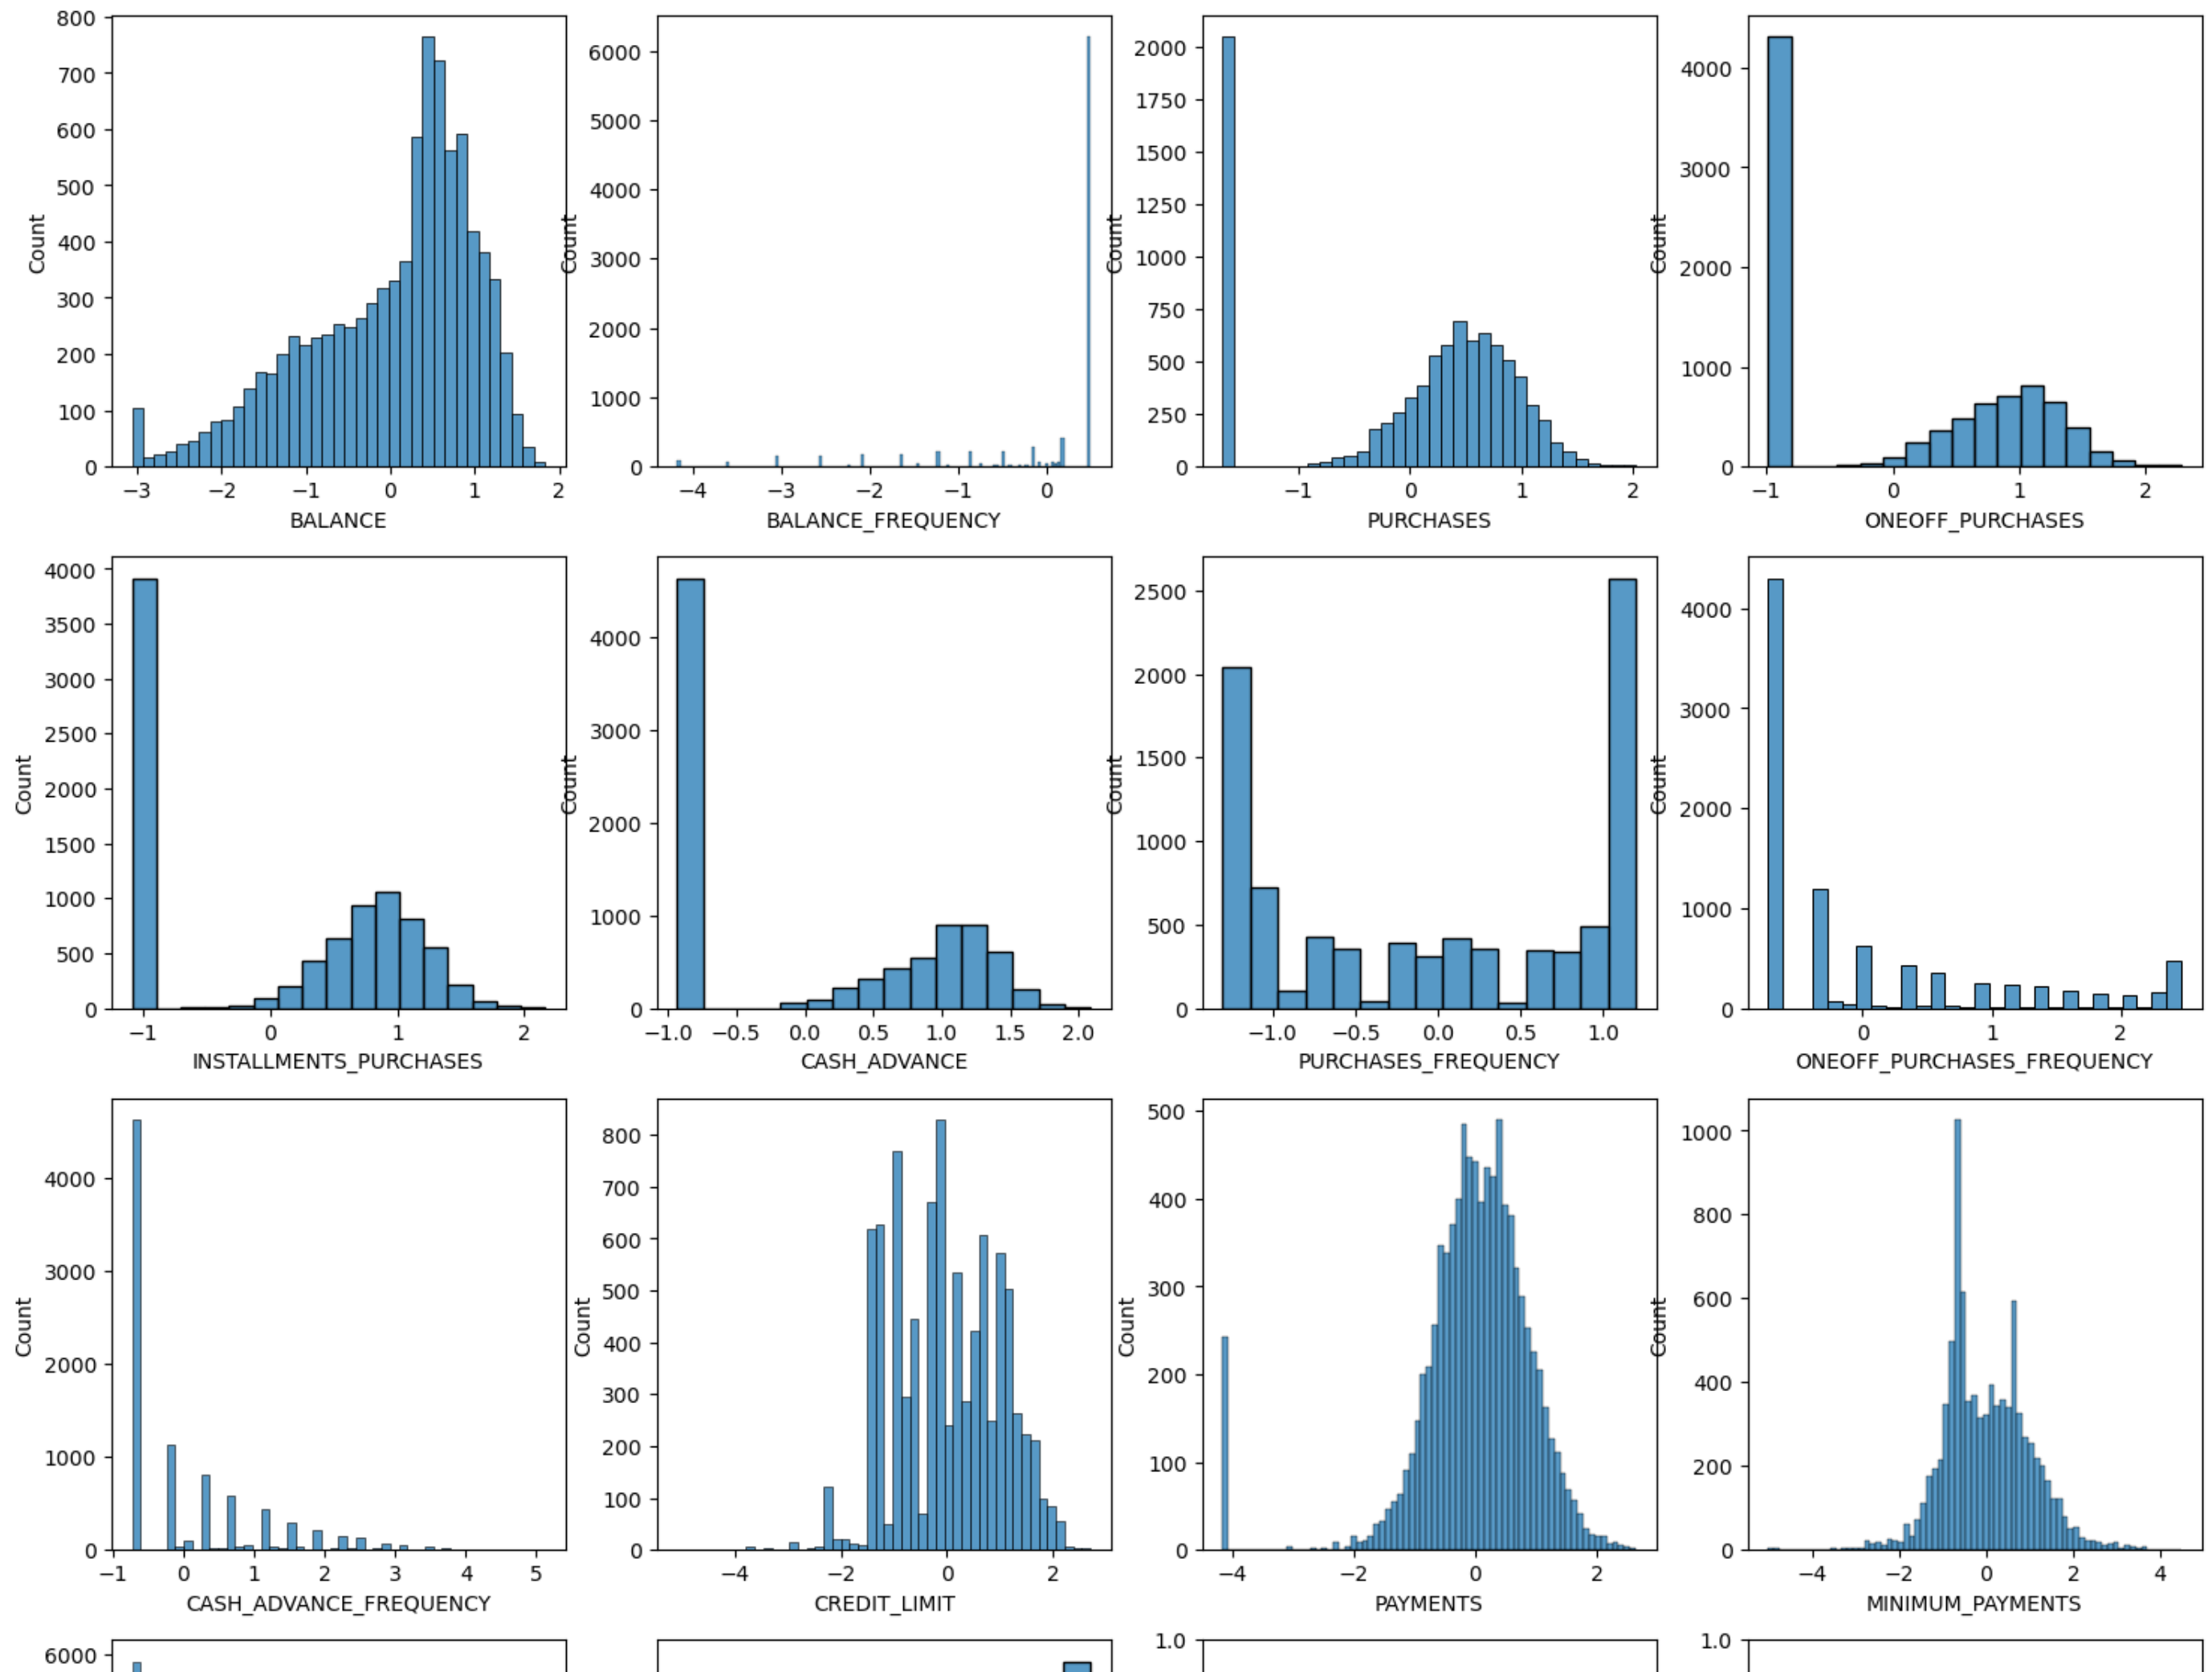 800
700
600
500
400
300
200
100
0
Count
−3 −2 −1 0 1 2
BALANCE
6000
5000
4000
3000
2000
1000
0
Count
−4 −3 −2 −1 0
BALANCE_FREQUENCY
2000
1750
1500
1250
1000
750
500
250
0
Count
−1 0 1 2
PURCHASES
4000
3000
2000
1000
0
Count
−1 0 1 2
ONEOFF_PURCHASES
4000
3500
3000
2500
2000
1500
1000
500
0
Count
−1 0 1 2
INSTALLMENTS_PURCHASES
4000
3000
2000
1000
0
Count
−1.0 −0.5 0.0 0.5 1.0 1.5 2.0
CASH_ADVANCE
2500
2000
1500
1000
500
0
Count
−1.0 −0.5 0.0 0.5 1.0
PURCHASES_FREQUENCY
4000
3000
2000
1000
0
Count
0 1 2
ONEOFF_PURCHASES_FREQUENCY
4000
3000
2000
1000
0
Count
−1 0 1 2 3 4 5
CASH_ADVANCE_FREQUENCY
800
700
600
500
400
300
200
100
0
Count
−4 −2 0 2
CREDIT_LIMIT
500
400
300
200
100
0
Count
−4 −2 0 2
PAYMENTS
1000
800
600
400
200
0
Count
−4 −2 0 2 4
MINIMUM_PAYMENTS
6000
1.0
1.0